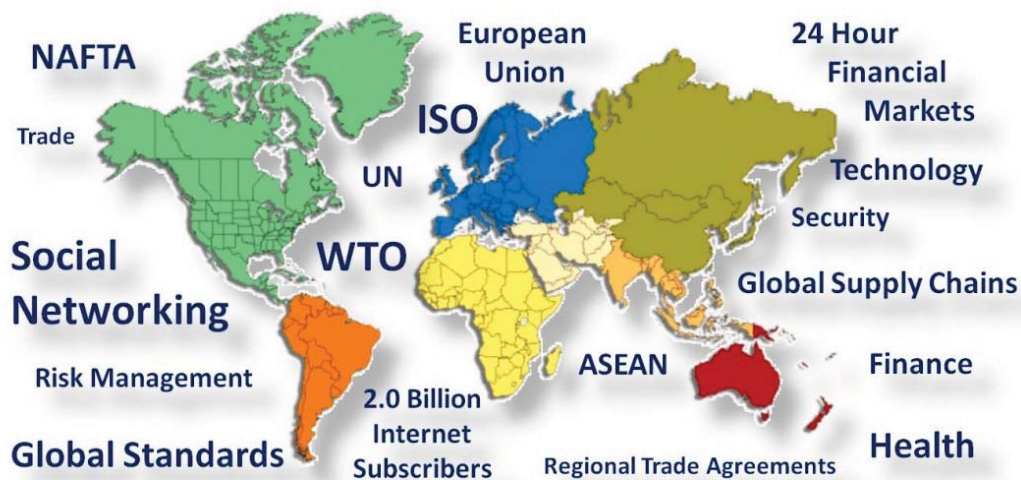 NAFTA
European
Union
24 Hour
Financial
Markets
Trade
ISO
UN
Technology
Security
Social
Networking
WTO
Global Supply Chains
Risk Management
ASEAN
Finance
2.0 Billion
Internet
Subscribers
Global Standards
Regional Trade Agreements
Health